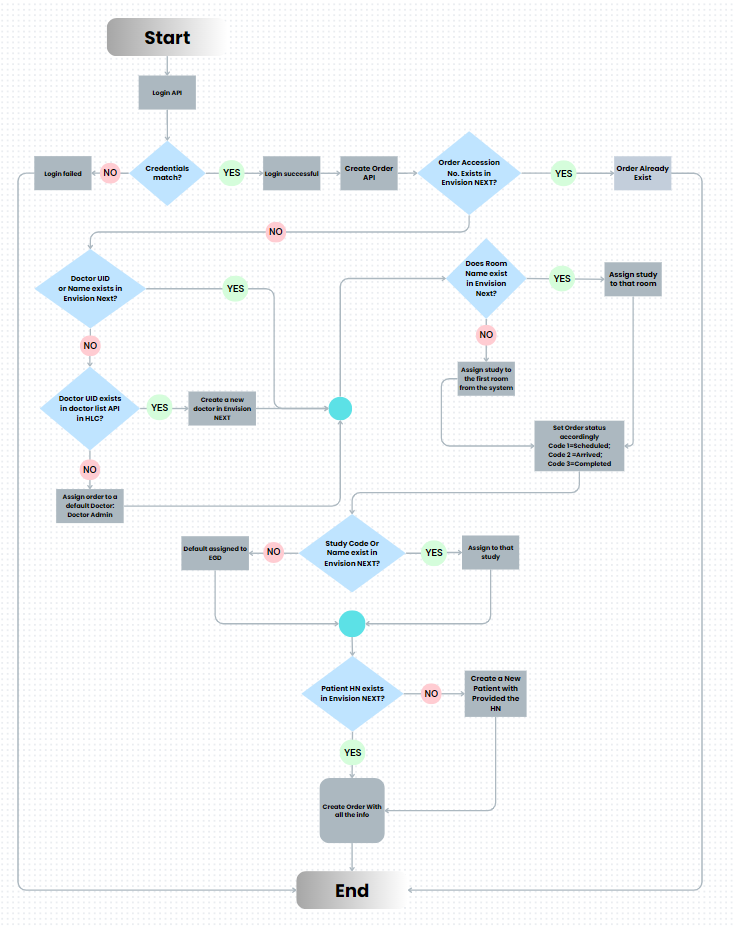 Start
Login API
Login failed
NO
Credentials
match?
YES
Login successful
Create Order
API
Order Accession
No. Exists in
Envision NEXT?
YES
Order Already
Exist
NO
Doctor UID
or Name exists in
Envision Next?
YES
Does Room
Name exist
in Envision
Next?
YES
Assign study
to that room
NO
NO
Assign study to
the first room
from the system
Doctor UID exists
in doctor list API
in HLC?
YES
Create a new
doctor in Envision
NEXT
Set Order status
accordingly
Code 1=Scheduled;
Code 2 =Arrived;
Code 3=Completed
NO
Assign order to a
default Doctor:
Doctor Admin
Default assigned to
EGD
NO
Study Code Or
Name exist in
Envision NEXT?
YES
Assign to that
study
Patient HN exists
in Envision NEXT?
NO
Create a New
Patient with
Provided the
HN
YES
Create Order With
all the info
End